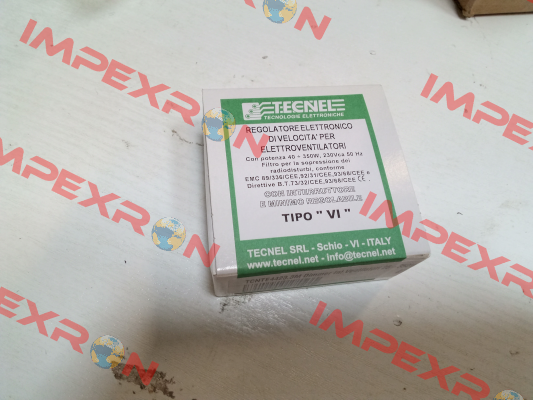 TECNEL
TECNOLOGIE ELETTRONICHE
REGOLATORE ELETTRONICO
DI VELOCITA' PER
ELETTROVENTILATORI
Con potenza 40 ÷ 350W, 230Vca 50 Hz
Filtro per la sopressione dei
radiodisturbi, conforme
EMC 89/336/CEE,92/31/CEE,93/68/CEE e
Direttive B.T.73/32/CEE,93/68/CEE CE
CON INTERRUTTORE
E MINIMO REGOLABILE
TIPO " VI "
TECNEL SRL - Schio - VI - ITALY
www.tecnel.net - info@tecnel.net
IMPEXRON
IMPEXRON
IMPEXRON
IMPEXRON
IMPEXRON